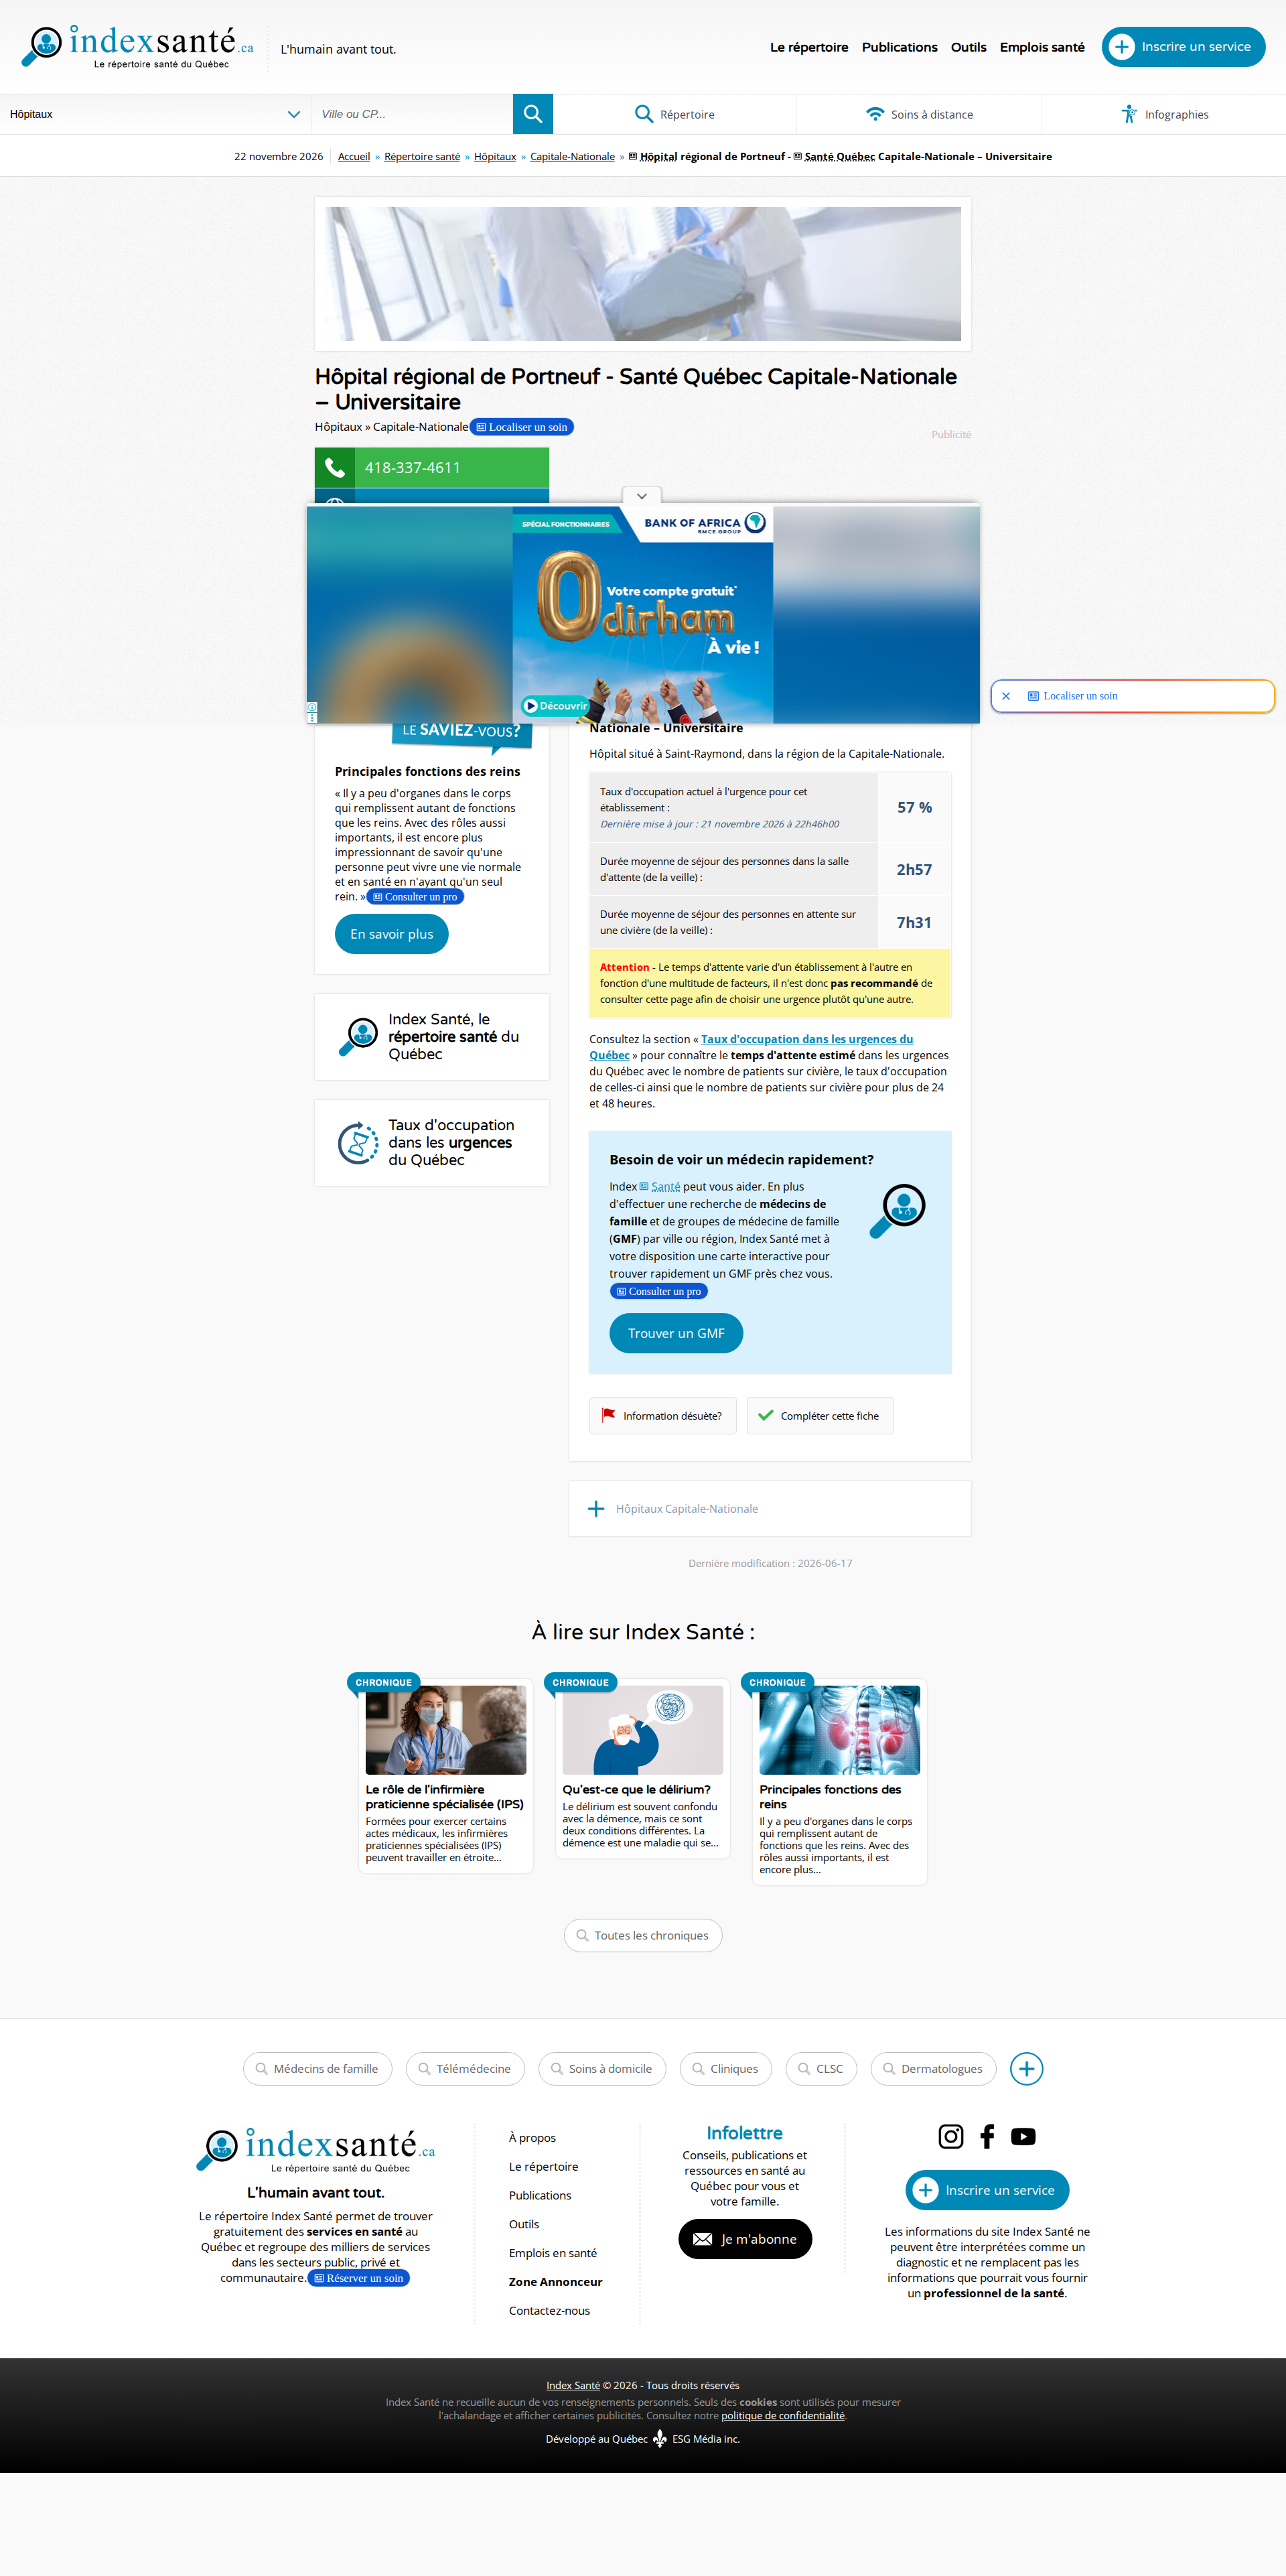 indexsanté.ca
Le répertoire santé du Québec
L'humain avant tout.
Le répertoire
Publications
Outils
Emplois santé
Inscrire un service
Hôpitaux
Ville ou CP...
Répertoire
Soins à distance
Infographies
22 novembre 2026
Accueil » Répertoire santé » Hôpitaux » Capitale-Nationale » Hôpital régional de Portneuf - Santé Québec Capitale-Nationale – Universitaire
Hôpital régional de Portneuf - Santé Québec Capitale-Nationale
– Universitaire
Hôpitaux » Capitale-Nationale Localiser un soin
Publicité
418-337-4611
SPÉCIAL FONCTIONNAIRES
BANK OF AFRICA
BMCE GROUP
Votre compte gratuit*
0 dirham
À vie !
Découvrir
Localiser un soin
LE SAVIEZ-VOUS?
Principales fonctions des reins
« Il y a peu d'organes dans le corps
qui remplissent autant de fonctions
que les reins. Avec des rôles aussi
importants, il est encore plus
impressionnant de savoir qu'une
personne peut vivre une vie normale
et en santé en n'ayant qu'un seul
rein. » Consulter un pro
En savoir plus
Index Santé, le
répertoire santé du
Québec
Taux d'occupation
dans les urgences
du Québec
Nationale – Universitaire
Hôpital situé à Saint-Raymond, dans la région de la Capitale-Nationale.
Taux d'occupation actuel à l'urgence pour cet
établissement :
Dernière mise à jour : 21 novembre 2026 à 22h46h00
57 %
Durée moyenne de séjour des personnes dans la salle
d'attente (de la veille) :
2h57
Durée moyenne de séjour des personnes en attente sur
une civière (de la veille) :
7h31
Attention - Le temps d'attente varie d'un établissement à l'autre en
fonction d'une multitude de facteurs, il n'est donc pas recommandé de
consulter cette page afin de choisir une urgence plutôt qu'une autre.
Consultez la section « Taux d'occupation dans les urgences du
Québec » pour connaître le temps d'attente estimé dans les urgences
du Québec avec le nombre de patients sur civière, le taux d'occupation
de celles-ci ainsi que le nombre de patients sur civière pour plus de 24
et 48 heures.
Besoin de voir un médecin rapidement?
Index Santé peut vous aider. En plus
d'effectuer une recherche de médecins de
famille et de groupes de médecine de famille
(GMF) par ville ou région, Index Santé met à
votre disposition une carte interactive pour
trouver rapidement un GMF près chez vous.
Consulter un pro
Trouver un GMF
Information désuète?
Compléter cette fiche
Hôpitaux Capitale-Nationale
Dernière modification : 2026-06-17
À lire sur Index Santé :
CHRONIQUE
Le rôle de l'infirmière
praticienne spécialisée (IPS)
Formées pour exercer certains
actes médicaux, les infirmières
praticiennes spécialisées (IPS)
peuvent travailler en étroite...
CHRONIQUE
Qu'est-ce que le délirium?
Le délirium est souvent confondu
avec la démence, mais ce sont
deux conditions différentes. La
démence est une maladie qui se...
CHRONIQUE
Principales fonctions des
reins
Il y a peu d'organes dans le corps
qui remplissent autant de
fonctions que les reins. Avec des
rôles aussi importants, il est
encore plus...
Toutes les chroniques
Médecins de famille
Télémédecine
Soins à domicile
Cliniques
CLSC
Dermatologues
indexsanté.ca
Le répertoire santé du Québec
L'humain avant tout.
Le répertoire Index Santé permet de trouver
gratuitement des services en santé au
Québec et regroupe des milliers de services
dans les secteurs public, privé et
communautaire. Réserver un soin
À propos
Le répertoire
Publications
Outils
Emplois en santé
Zone Annonceur
Contactez-nous
Infolettre
Conseils, publications et
ressources en santé au
Québec pour vous et
votre famille.
Je m'abonne
Inscrire un service
Les informations du site Index Santé ne
peuvent être interprétées comme un
diagnostic et ne remplacent pas les
informations que pourrait vous fournir
un professionnel de la santé.
Index Santé © 2026 - Tous droits réservés
Index Santé ne recueille aucun de vos renseignements personnels. Seuls des cookies sont utilisés pour mesurer
l'achalandage et afficher certaines publicités. Consultez notre politique de confidentialité.
Développé au Québec ESG Média inc.